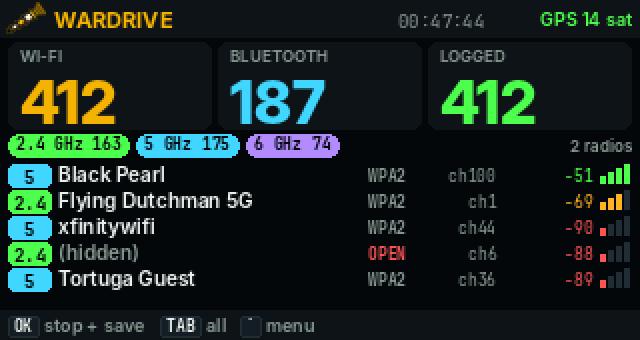 WARDRIVE 00:47:44 GPS 14 sat
WI-FI BLUETOOTH LOGGED
412 187 412
2.4 GHz 163 5 GHz 175 6 GHz 74 2 radios
5 Black Pearl WPA2 ch100 -51
2.4 Flying Dutchman 5G WPA2 ch1 -69
5 xfinitywifi WPA2 ch44 -90
2.4 (hidden) OPEN ch6 -88
5 Tortuga Guest WPA2 ch36 -89
OK stop + save TAB all ` menu